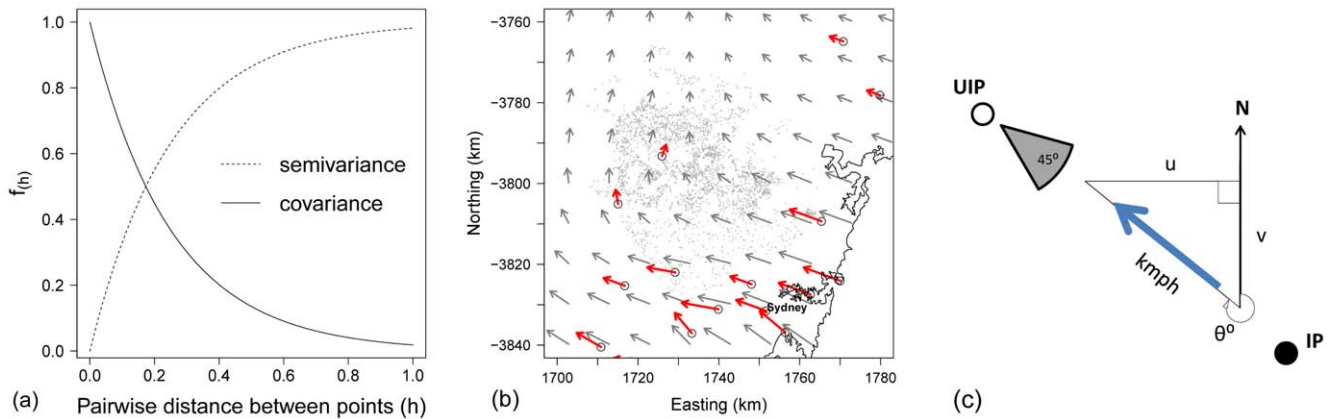 1.0
0.8
0.6
0.4
0.2
0.0
f(h)
semivariance
covariance
0.0 0.2 0.4 0.6 0.8 1.0
(a) Pairwise distance between points (h)
−3760
−3780
−3800
−3820
−3840
Northing (km)
Sydney
1700 1720 1740 1760 1780
(b) Easting (km)
UIP
45º
N
u
v
kmph
θº
IP
(c)